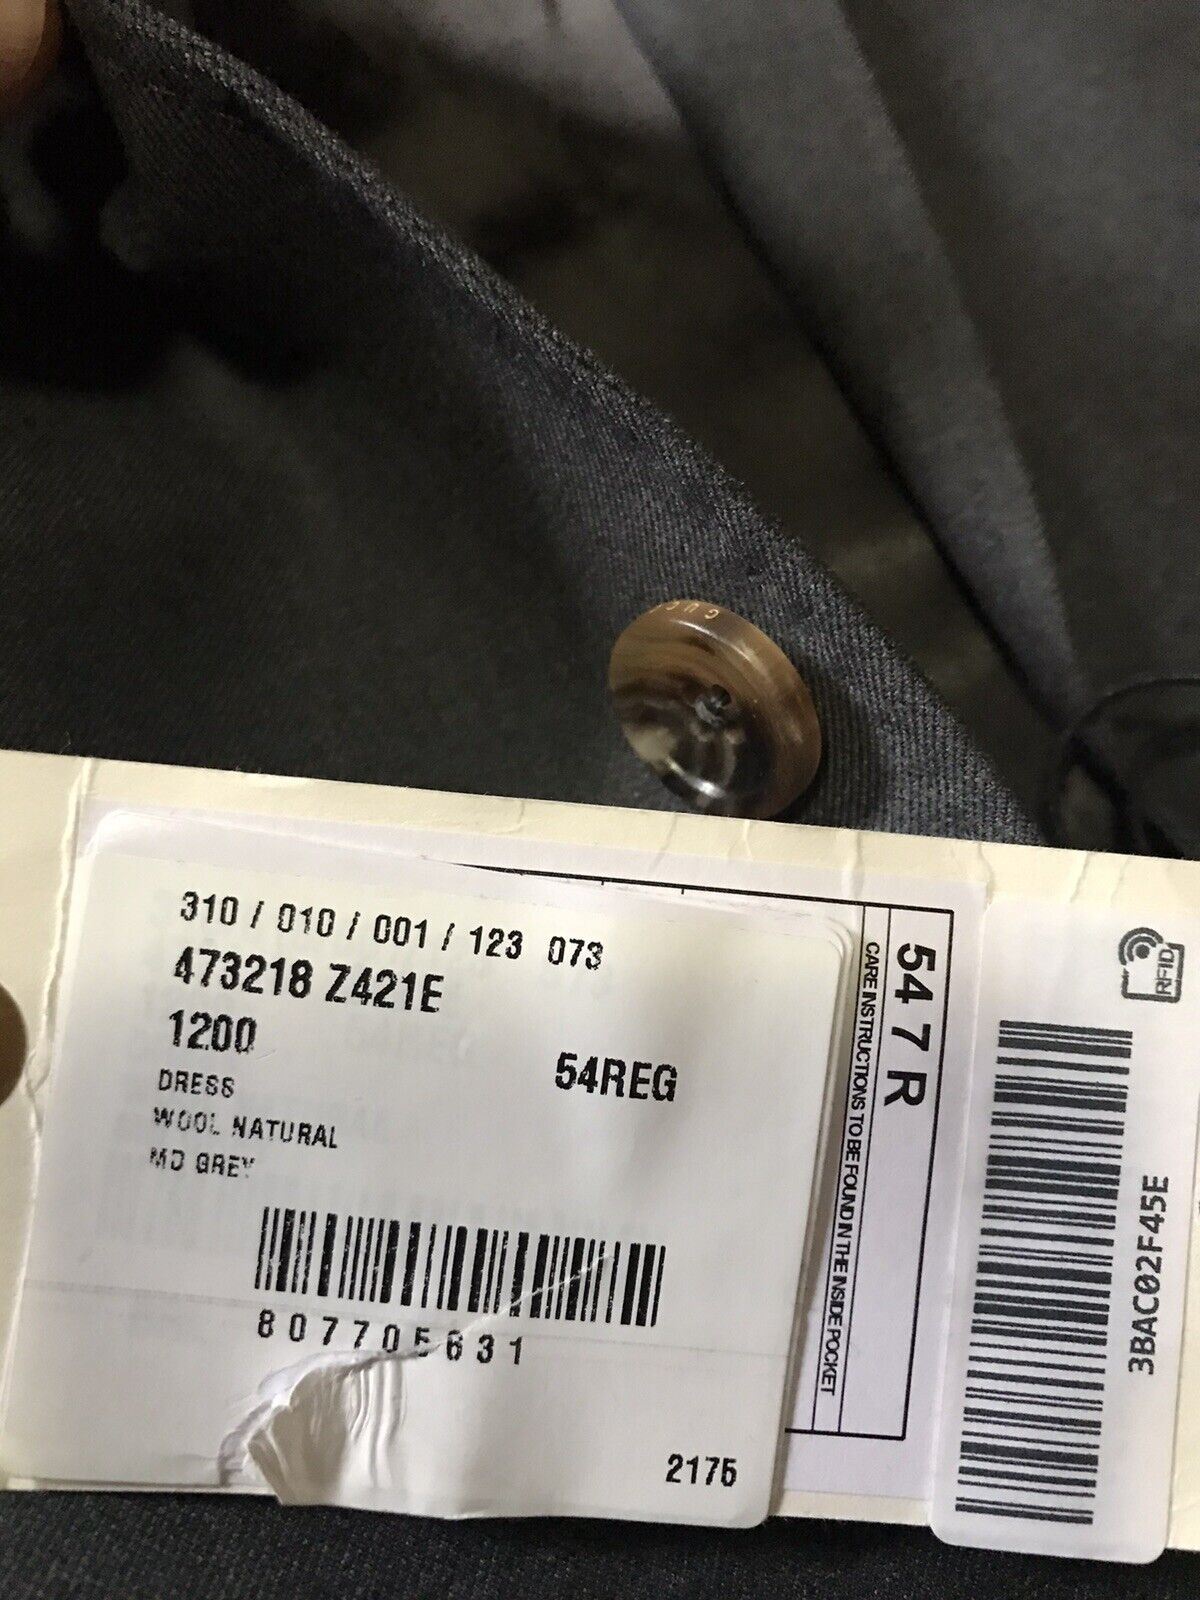 GUC
310 / 010 / 001 / 123 073
473218 Z421E
1200
54REG
DRESS
WOOL NATURAL
MD GREY
807705631
2175
54 7 R
CARE INSTRUCTIONS TO BE FOUND IN THE INSIDE POCKET
RFID
3BAC02F45E